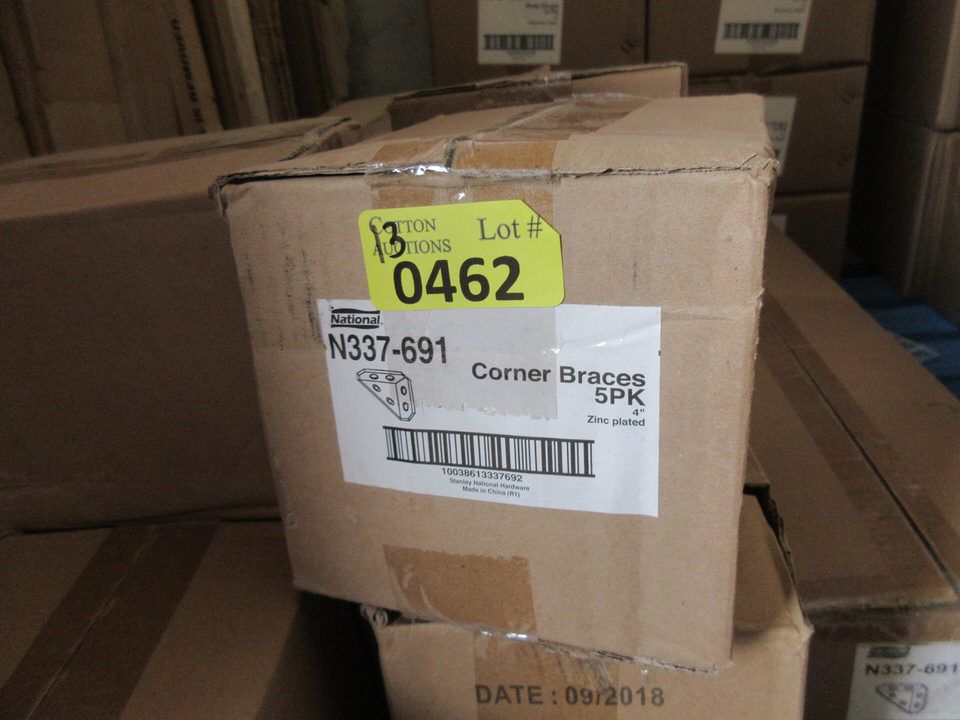 COTTON
AUCTIONS
Lot #
13
0462
National
N337-691
Corner Braces
5PK
4"
Zinc plated
10038613337692
Stanley National Hardware
Made in China (R1)
DATE : 09/2018
N337-691